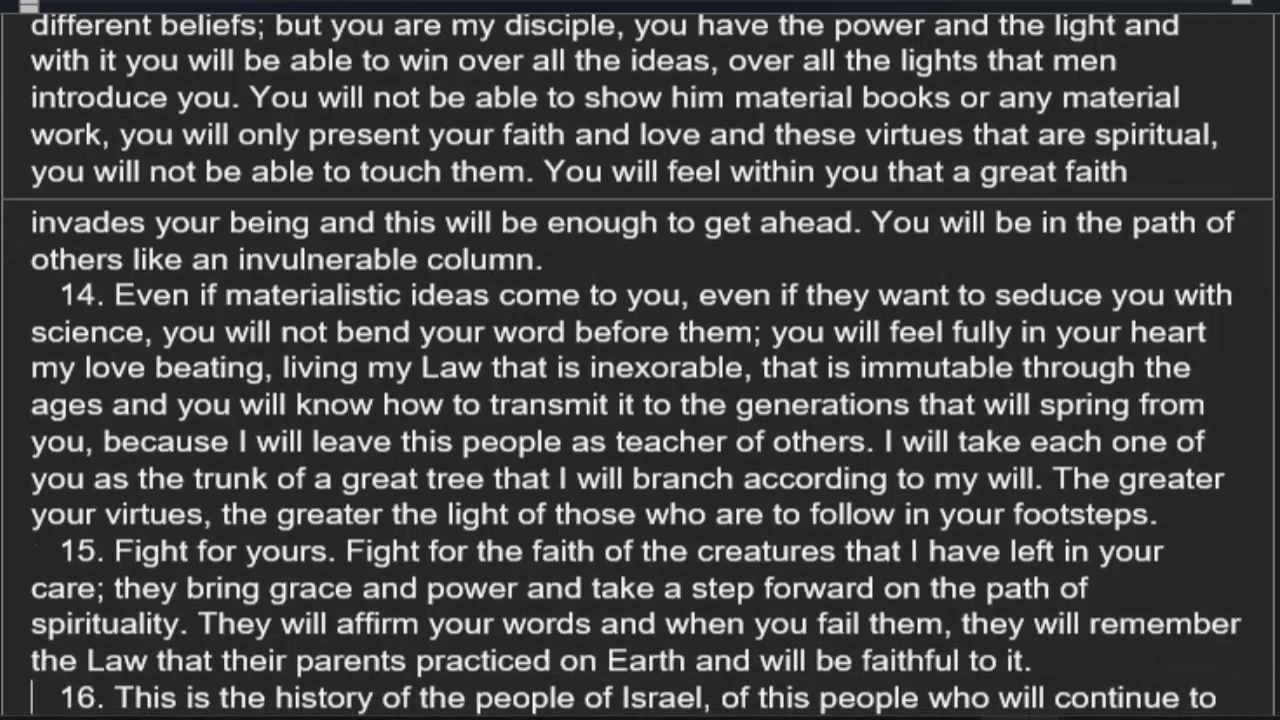 different beliefs; but you are my disciple, you have the power and the light and
with it you will be able to win over all the ideas, over all the lights that men
introduce you. You will not be able to show him material books or any material
work, you will only present your faith and love and these virtues that are spiritual,
you will not be able to touch them. You will feel within you that a great faith
invades your being and this will be enough to get ahead. You will be in the path of
others like an invulnerable column.
14. Even if materialistic ideas come to you, even if they want to seduce you with
science, you will not bend your word before them; you will feel fully in your heart
my love beating, living my Law that is inexorable, that is immutable through the
ages and you will know how to transmit it to the generations that will spring from
you, because I will leave this people as teacher of others. I will take each one of
you as the trunk of a great tree that I will branch according to my will. The greater
your virtues, the greater the light of those who are to follow in your footsteps.
15. Fight for yours. Fight for the faith of the creatures that I have left in your
care; they bring grace and power and take a step forward on the path of
spirituality. They will affirm your words and when you fail them, they will remember
the Law that their parents practiced on Earth and will be faithful to it.
16. This is the history of the people of Israel, of this people who will continue to